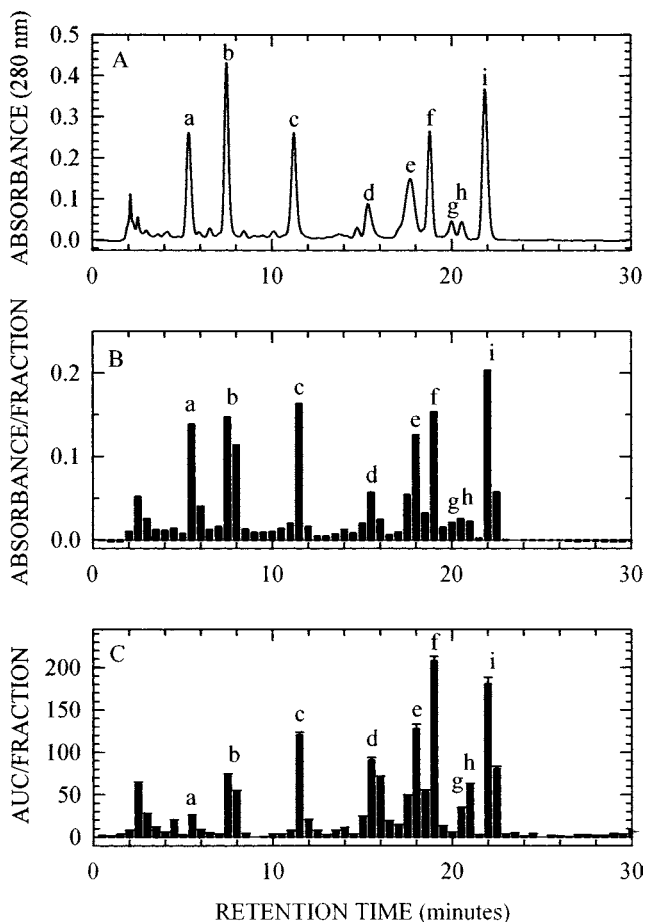 ABSORBANCE (280 nm)
A
0.5
0.4
0.3
0.2
0.1
0.0
a
b
c
d
e
f
g
h
i
0
10
20
30
ABSORBANCE/FRACTION
B
0.2
0.1
0.0
a
b
c
d
e
f
g
h
i
0
10
20
30
AUC/FRACTION
C
200
150
100
50
0
a
b
c
d
e
f
g
h
i
0
10
20
30
RETENTION TIME (minutes)